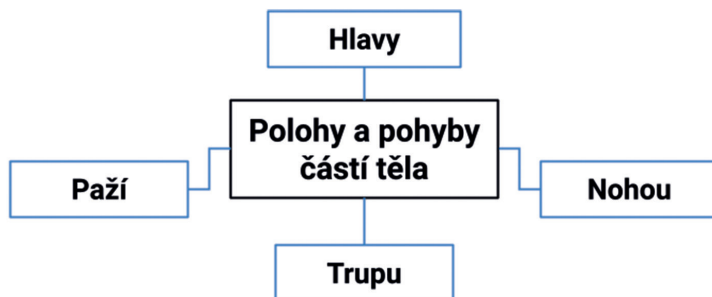 Hlavy
Polohy a pohyby
částí těla
Paží
Nohou
Trupu